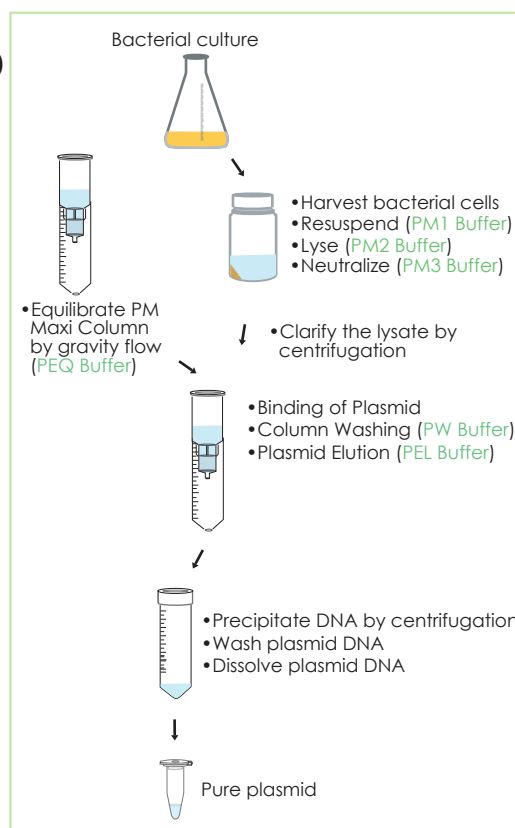 Bacterial culture
•Harvest bacterial cells
•Resuspend (PM1 Buffer)
•Lyse (PM2 Buffer)
•Neutralize (PM3 Buffer)
•Equilibrate PM
Maxi Column
by gravity flow
(PEQ Buffer)
•Clarify the lysate by
centrifugation
•Binding of Plasmid
•Column Washing (PW Buffer)
•Plasmid Elution (PEL Buffer)
•Precipitate DNA by centrifugation
•Wash plasmid DNA
•Dissolve plasmid DNA
Pure plasmid